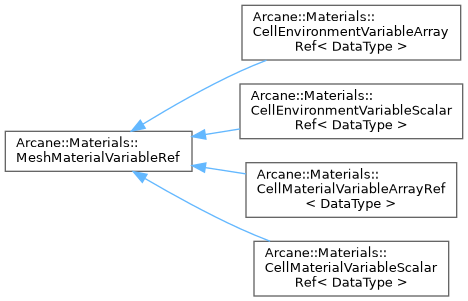 Arcane::Materials::
CellEnvironmentVariableArray
Ref< DataType >
Arcane::Materials::
CellEnvironmentVariableScalar
Ref< DataType >
Arcane::Materials::
MeshMaterialVariableRef
Arcane::Materials::
CellMaterialVariableArrayRef
< DataType >
Arcane::Materials::
CellMaterialVariableScalar
Ref< DataType >